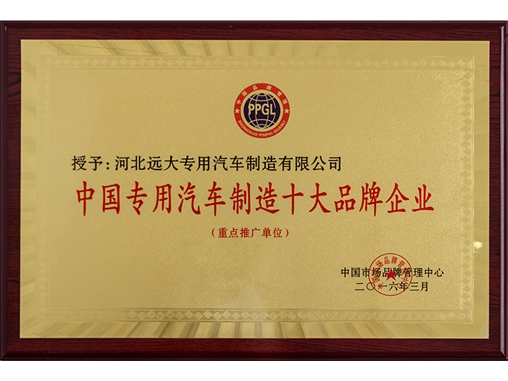 PPGL
授予:河北远大专用汽车制造有限公司
中国专用汽车制造十大品牌企业
(重点推广单位)
中国市场品牌管理中心
二〇一六年三月